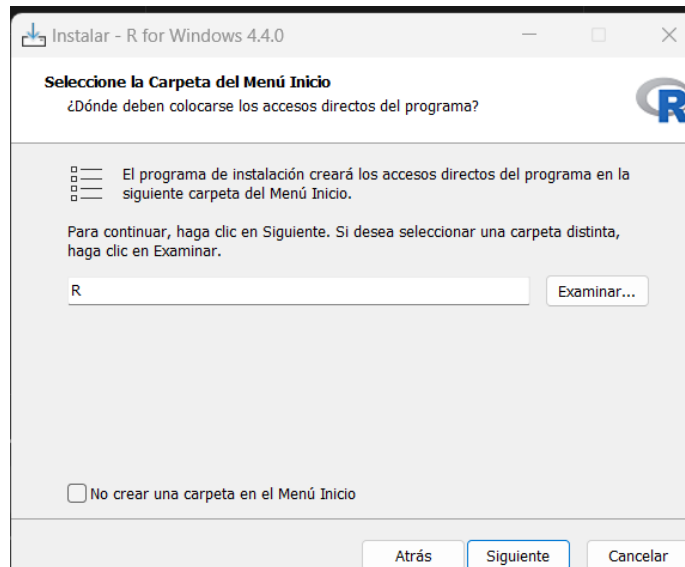 Instalar - R for Windows 4.4.0
Seleccione la Carpeta del Menú Inicio
¿Dónde deben colocarse los accesos directos del programa?
R
El programa de instalación creará los accesos directos del programa en la
siguiente carpeta del Menú Inicio.
Para continuar, haga clic en Siguiente. Si desea seleccionar una carpeta distinta,
haga clic en Examinar.
R
Examinar...
No crear una carpeta en el Menú Inicio
Atrás
Siguiente
Cancelar